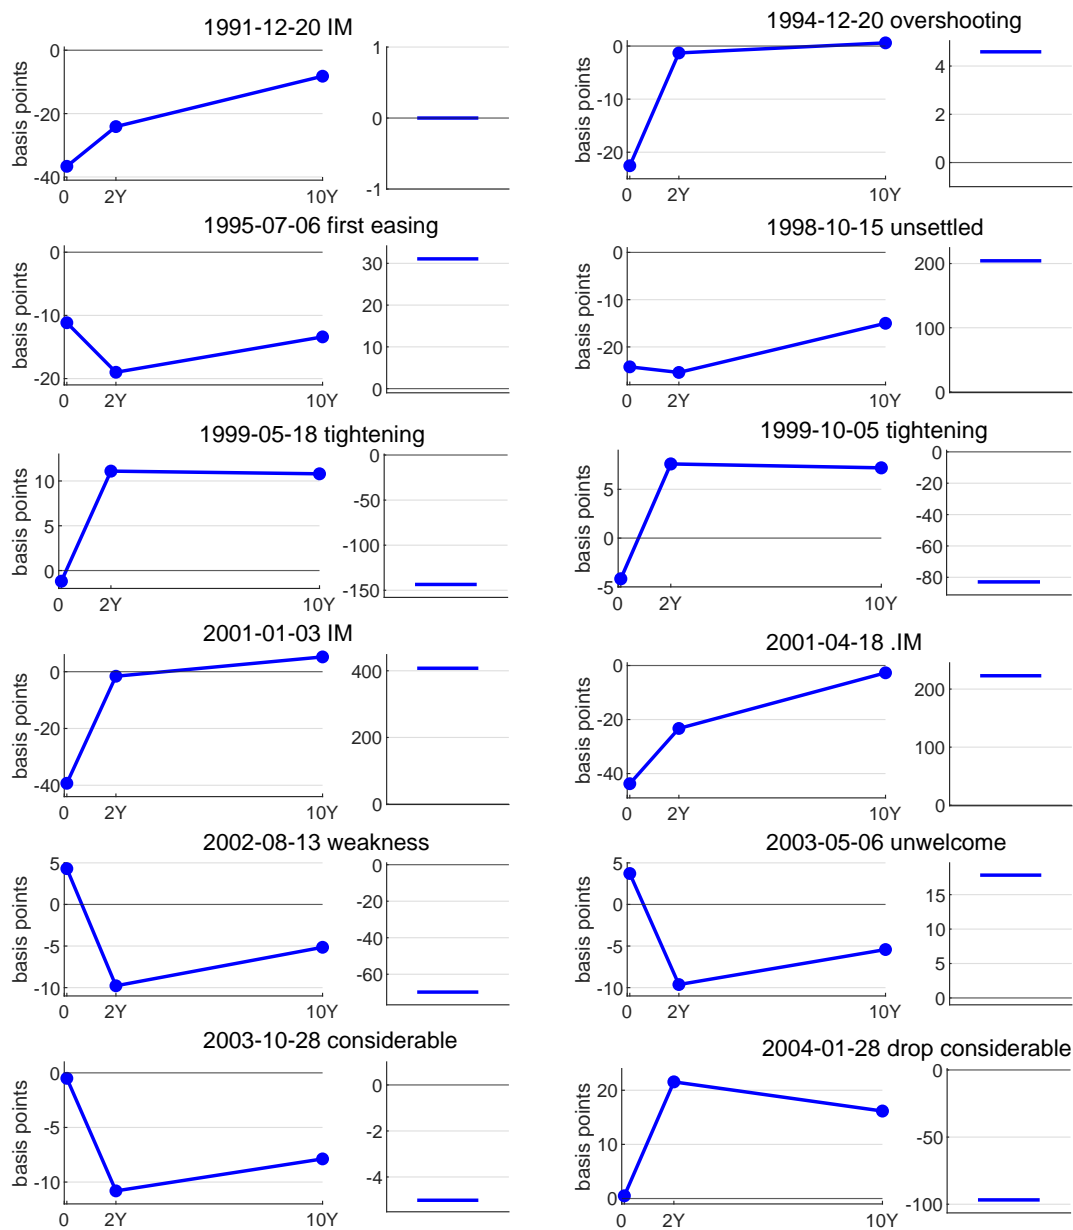 1991-12-20 IM
basis points
0
-20
-40
0
2Y
10Y
1
0
-1
1994-12-20 overshooting
basis points
0
-10
-20
0
2Y
10Y
4
2
0
1995-07-06 first easing
basis points
0
-10
-20
0
2Y
10Y
30
20
10
0
1998-10-15 unsettled
basis points
0
-10
-20
0
2Y
10Y
200
100
0
1999-05-18 tightening
basis points
10
5
0
0
2Y
10Y
0
-50
-100
-150
1999-10-05 tightening
basis points
5
0
-5
0
2Y
10Y
0
-20
-40
-60
-80
2001-01-03 IM
basis points
0
-20
-40
0
2Y
10Y
400
200
0
2001-04-18 .IM
basis points
0
-20
-40
0
2Y
10Y
200
100
0
2002-08-13 weakness
basis points
5
0
-5
-10
0
2Y
10Y
0
-20
-40
-60
2003-05-06 unwelcome
basis points
5
0
-5
-10
0
2Y
10Y
15
10
5
0
2003-10-28 considerable
basis points
0
-5
-10
0
2Y
10Y
0
-2
-4
2004-01-28 drop considerable
basis points
20
10
0
0
2Y
10Y
0
-50
-100